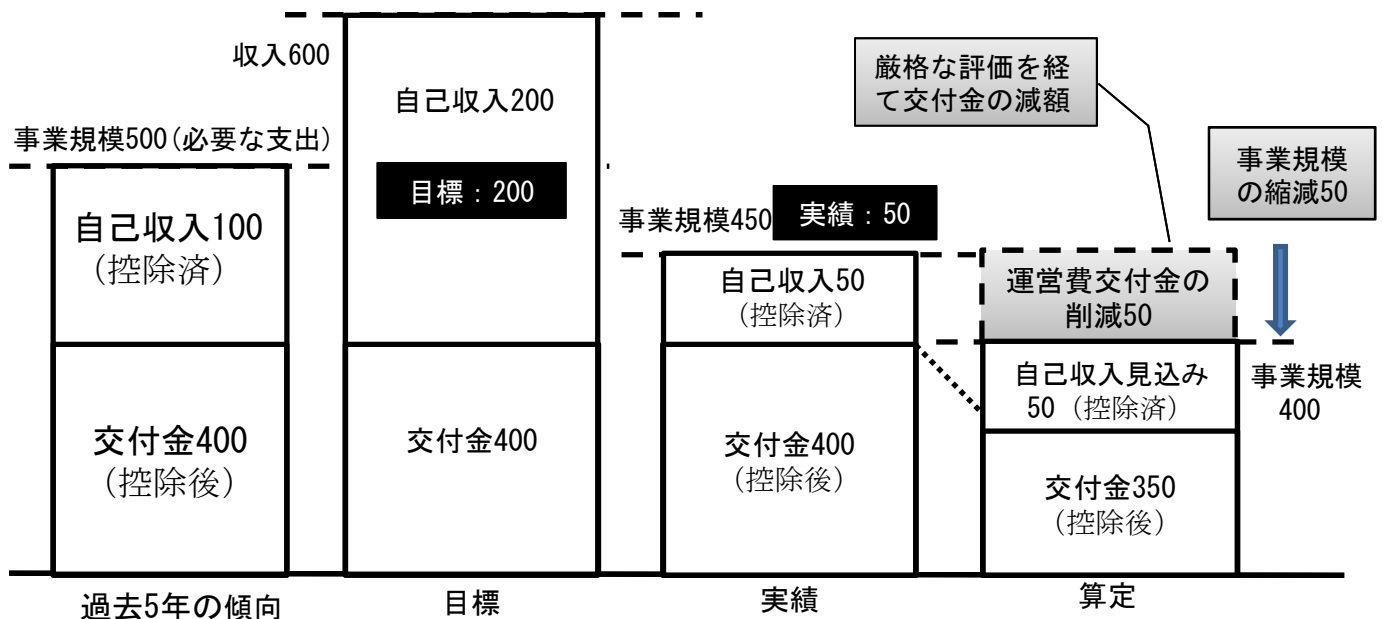 収入600
事業規模500(必要な支出)
自己収入100
（控除済）
交付金400
（控除後）
過去5年の傾向
自己収入200
目標：200
交付金400
目標
事業規模450
実績：50
自己収入50
（控除済）
交付金400
（控除後）
実績
厳格な評価を経
て交付金の減額
運営費交付金の
削減50
自己収入見込み
50（控除済）
交付金350
（控除後）
算定
事業規模
の縮減50
事業規模
400